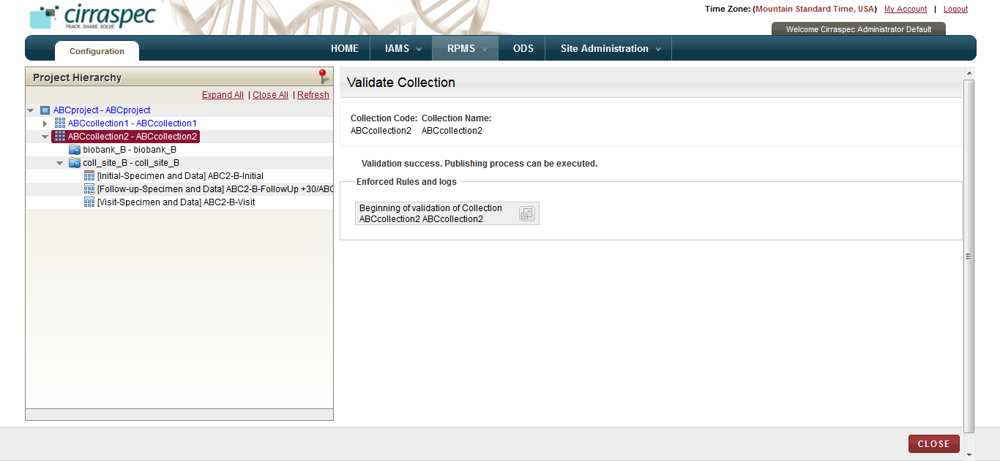 cirraspec
TRACK. SHARE. SOLVE.
Time Zone: (Mountain Standard Time, USA) My Account | Logout
Welcome Cirraspec Administrator Default
Configuration
HOME IAMS RPMS ODS Site Administration
Project Hierarchy
Expand All | Close All | Refresh
ABCproject - ABCproject
ABCcollection1 - ABCcollection1
ABCcollection2 - ABCcollection2
biobank_B - biobank_B
coll_site_B - coll_site_B
[Initial-Specimen and Data] ABC2-B-Initial
[Follow-up-Specimen and Data] ABC2-B-FollowUp +30/ABC
[Visit-Specimen and Data] ABC2-B-Visit
Validate Collection
Collection Code: Collection Name:
ABCcollection2 ABCcollection2
Validation success. Publishing process can be executed.
Enforced Rules and logs
Beginning of validation of Collection
ABCcollection2 ABCcollection2
CLOSE